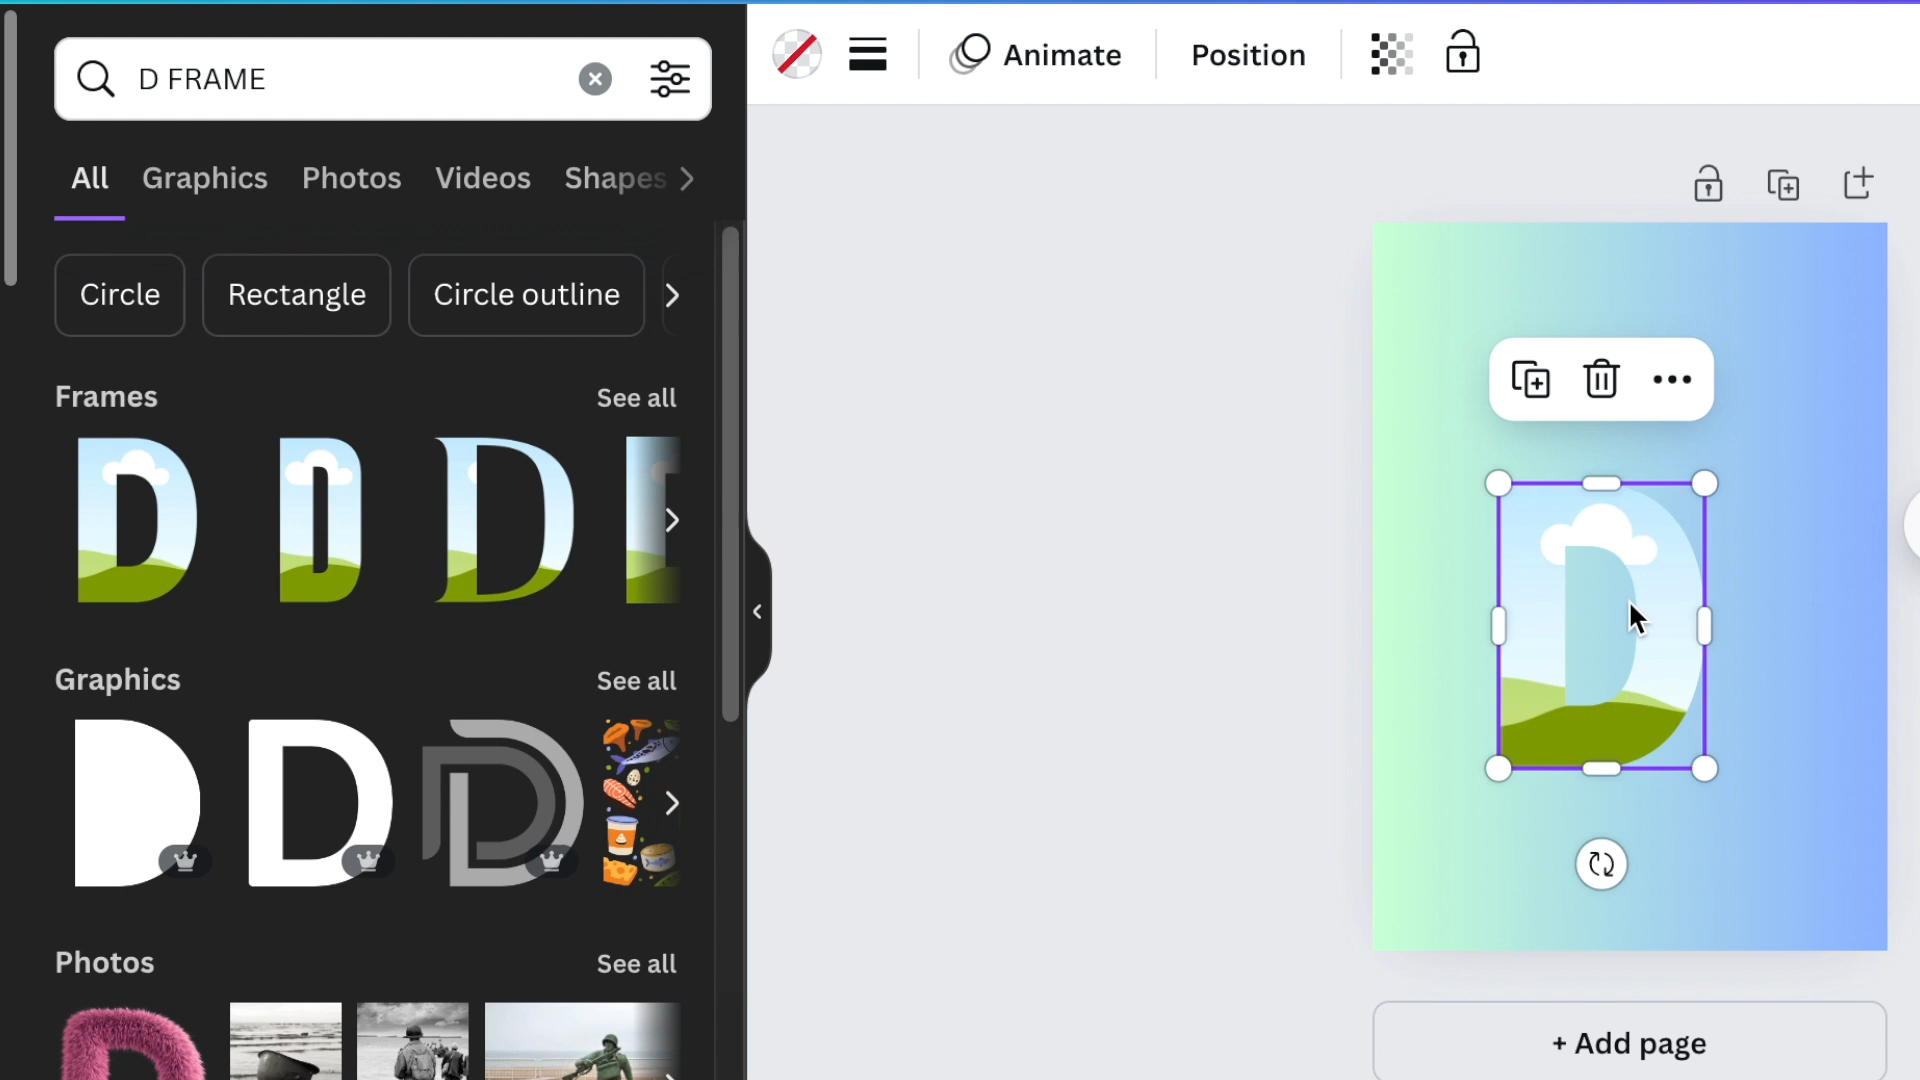 D FRAME
Animate
Position
All
Graphics
Photos
Videos
Shapes
Circle
Rectangle
Circle outline
Frames
See all
D
D
D
D
Graphics
See all
D
D
D
Photos
See all
D
+ Add page